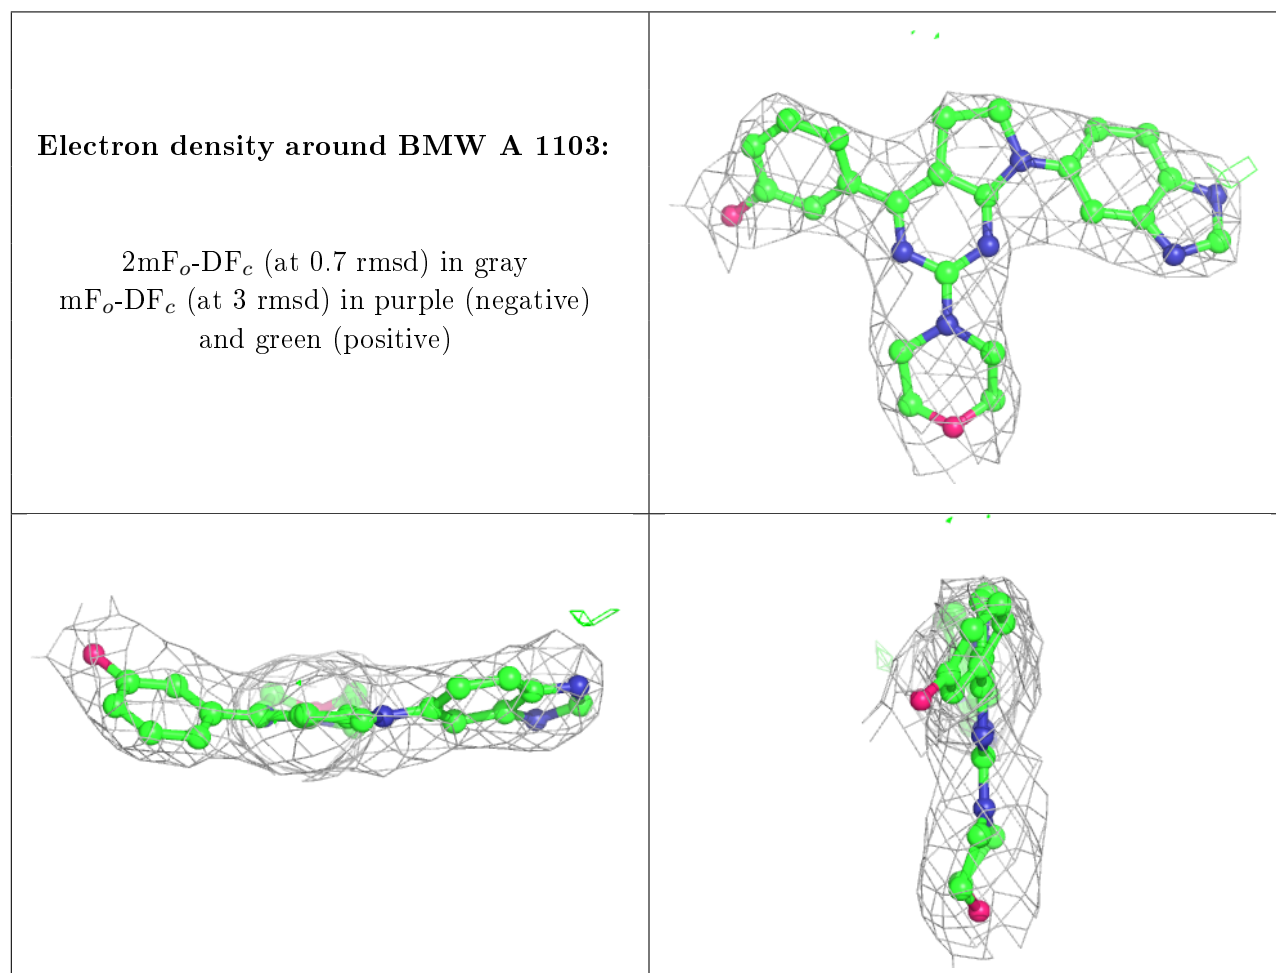 Electron density around BMW A 1103:
2mFₒ-DF𝒸 (at 0.7 rmsd) in gray
mFₒ-DF𝒸 (at 3 rmsd) in purple (negative)
and green (positive)